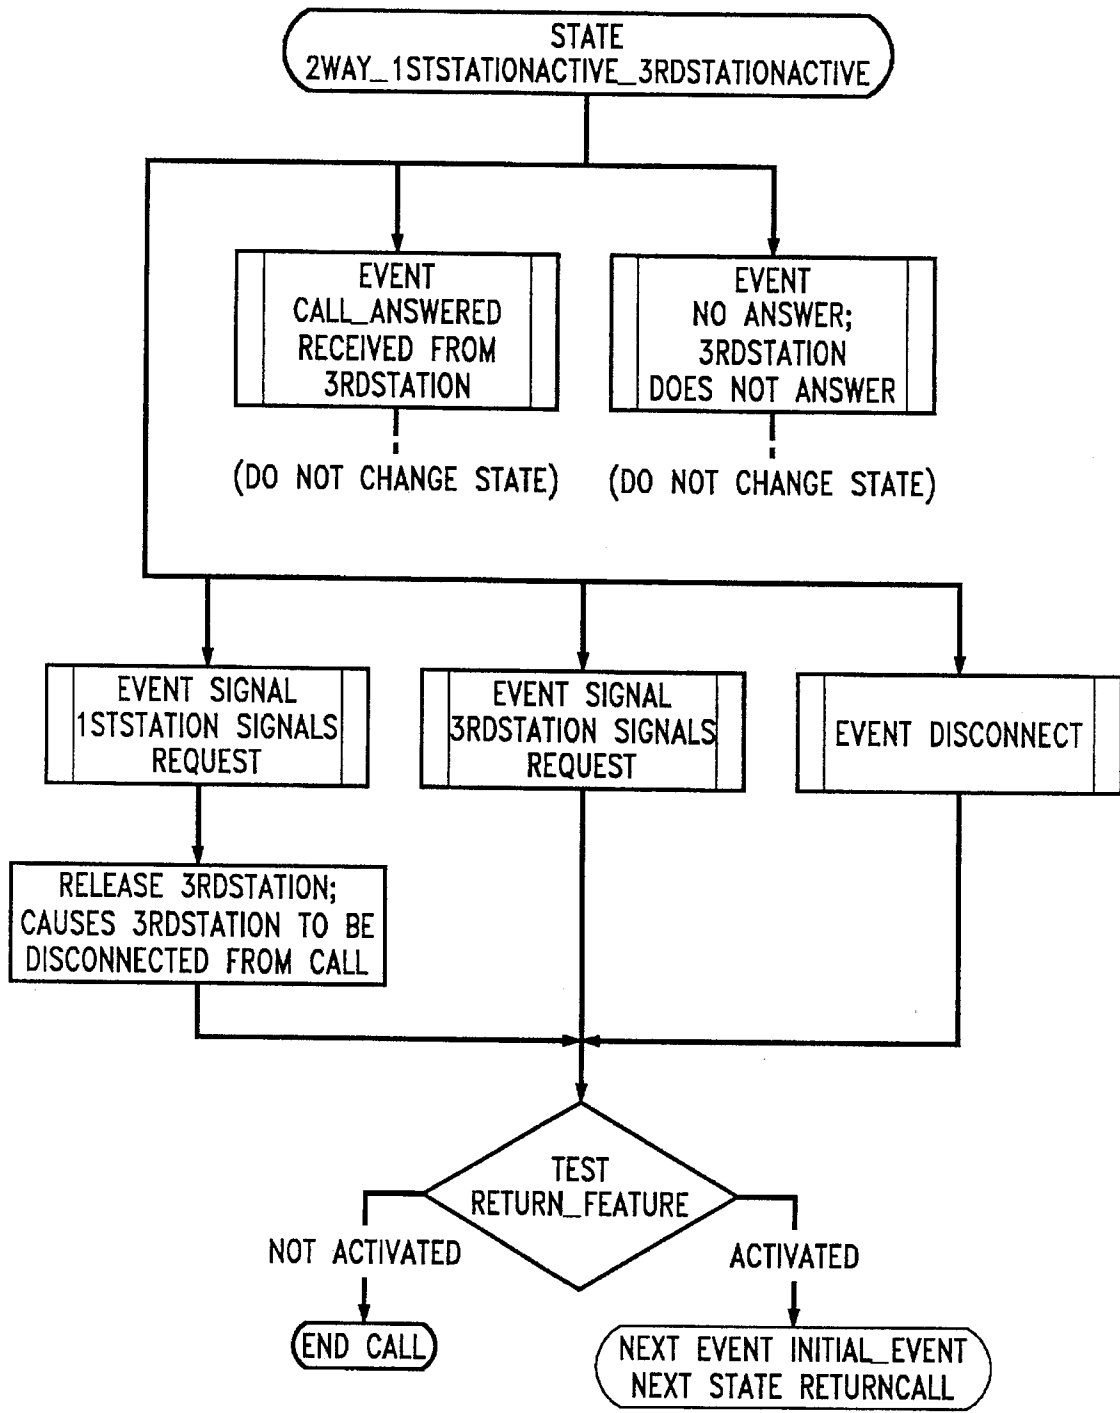 STATE
2WAY_1STSTATIONACTIVE_3RDSTATIONACTIVE
EVENT
CALL_ANSWERED
RECEIVED FROM
3RDSTATION
EVENT
NO ANSWER;
3RDSTATION
DOES NOT ANSWER
(DO NOT CHANGE STATE)
(DO NOT CHANGE STATE)
EVENT SIGNAL
1STSTATION SIGNALS
REQUEST
EVENT SIGNAL
3RDSTATION SIGNALS
REQUEST
EVENT DISCONNECT
RELEASE 3RDSTATION;
CAUSES 3RDSTATION TO BE
DISCONNECTED FROM CALL
TEST
RETURN_FEATURE
NOT ACTIVATED
ACTIVATED
END CALL
NEXT EVENT INITIAL_EVENT
NEXT STATE RETURNCALL